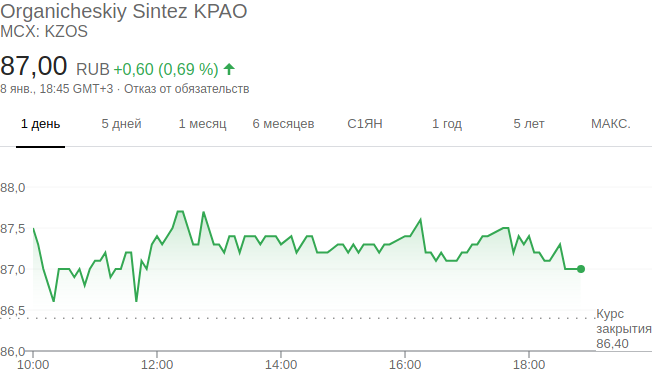 Organicheskiy Sintez KPAO
MCX: KZOS
87,00 RUB +0,60 (0,69 %)
8 янв., 18:45 GMT+3 · Отказ от обязательств
1 день 5 дней 1 месяц 6 месяцев С1ЯН 1 год 5 лет МАКС.
88,0
87,5
87,0
86,5
Курс
закрытия
86,40
86,0
10:00 12:00 14:00 16:00 18:00